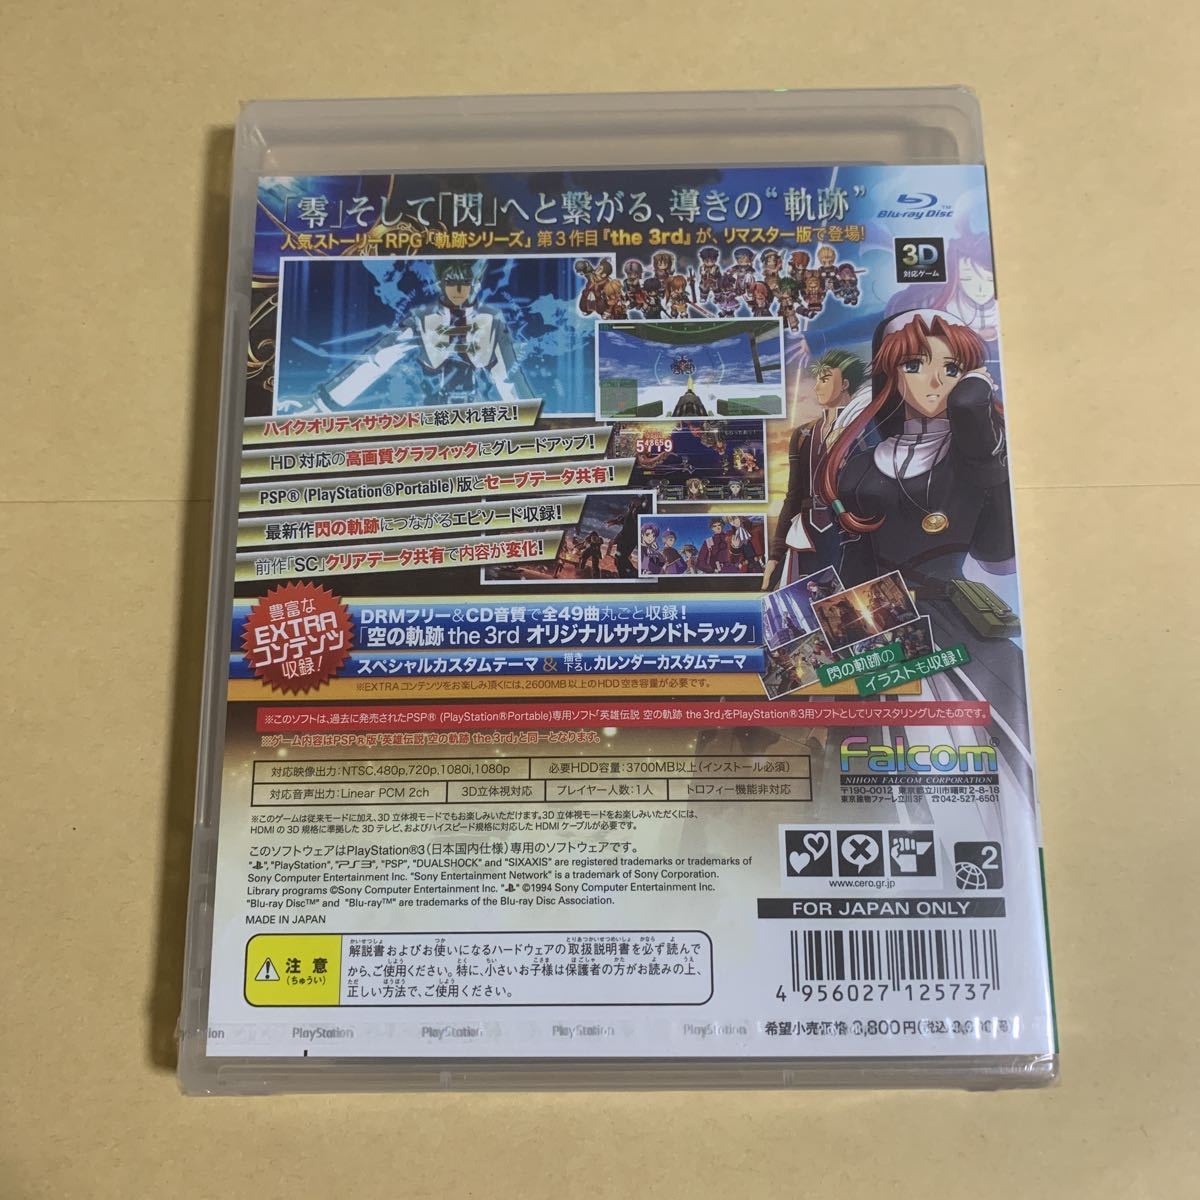 「零」そして「閃」へと繋がる、導きの“軌跡”
人気ストーリーRPG「軌跡シリーズ」第3作目『the 3rd』が、リマスター版で登場!
Blu-ray Disc™
3D
対応ゲーム
ハイクオリティサウンドに総入れ替え!
HD対応の高画質グラフィックにグレードアップ!
PSP®(PlayStation®Portable)版とセーブデータ共有!
最新作閃の軌跡につながるエピソード収録!
前作「SC」クリアデータ共有で内容が変化!
豊富な
EXTRA
コンテンツ
収録!
DRMフリー&CD音質で全49曲丸ごと収録!
「空の軌跡 the 3rd オリジナルサウンドトラック」
スペシャルカスタムテーマ & 描き下ろしカレンダーカスタムテーマ
※EXTRAコンテンツをお楽しみ頂くには、2600MB以上のHDD空き容量が必要です。
閃の軌跡の
イラストも収録!
※このソフトは、過去に発売されたPSP®(PlayStation®Portable)専用ソフト「英雄伝説 空の軌跡 the 3rd」をPlayStation®3用ソフトとしてリマスタリングしたものです。
※ゲーム内容はPSP®版「英雄伝説 空の軌跡 the 3rd」と同一となります。
Falcom®
NIHON FALCOM CORPORATION
〒190-0012 東京都立川市曙町2-8-18
東京建物ファーレ立川3F ☎042-527-6501
対応映像出力:NTSC,480p,720p,1080i,1080p
必要HDD容量:3700MB以上(インストール必須)
対応音声出力:Linear PCM 2ch
3D立体視対応
プレイヤー人数:1人
トロフィー機能非対応
※このゲームは従来モードに加え、3D立体視モードでもお楽しみいただけます。3D立体視モードをお楽しみいただくには、
HDMIの3D規格に準拠した3Dテレビ、およびハイスピード規格に対応したHDMIケーブルが必要です。
このソフトウェアはPlayStation®3(日本国内仕様)専用のソフトウェアです。
"PS", "PlayStation", "PS3", "PSP", "DUALSHOCK" and "SIXAXIS" are registered trademarks or trademarks of
Sony Computer Entertainment Inc. "Sony Entertainment Network" is a trademark of Sony Corporation.
Library programs ©Sony Computer Entertainment Inc. "PS" and ©1994 Sony Computer Entertainment Inc.
"Blu-ray Disc™" and "Blu-ray™" are trademarks of the Blu-ray Disc Association.
MADE IN JAPAN
www.cero.gr.jp
2
FOR JAPAN ONLY
注意
(ちゅうい)
解説書およびお使いになるハードウェアの取扱説明書を必ず読んで
から、ご使用ください。特に、小さいお子様は保護者の方がお読みの上、
正しい方法で、ご使用ください。
4 956027 125737
希望小売価格 3,800円(税込
PlayStation PlayStation PlayStation PlayStation